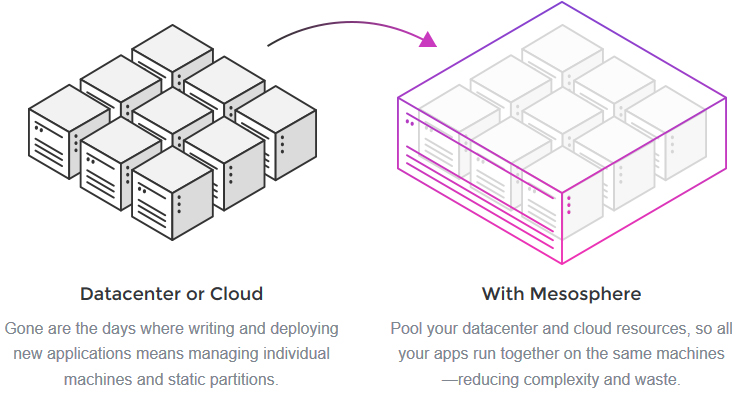 Datacenter or Cloud
Gone are the days where writing and deploying
new applications means managing individual
machines and static partitions.
With Mesosphere
Pool your datacenter and cloud resources, so all
your apps run together on the same machines
—reducing complexity and waste.